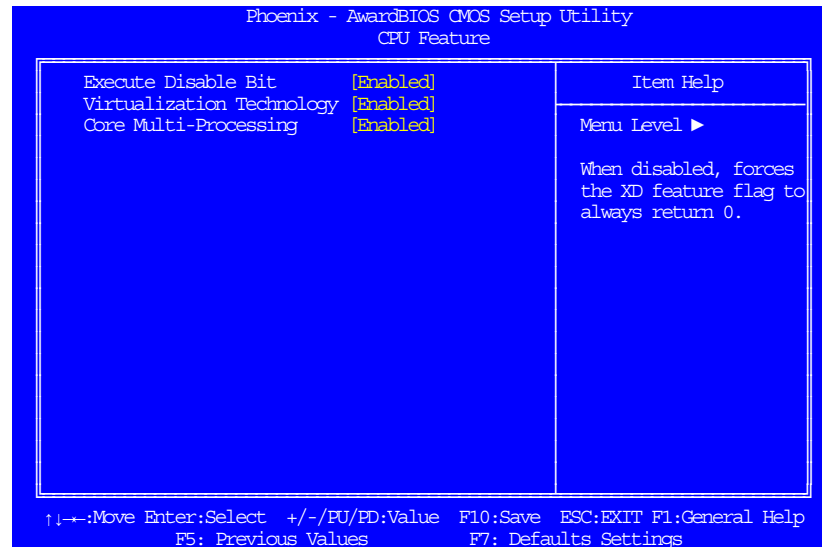 Phoenix - AwardBIOS CMOS Setup Utility
CPU Feature
Execute Disable Bit [Enabled]
Virtualization Technology [Enabled]
Core Multi-Processing [Enabled]
Item Help
Menu Level ►
When disabled, forces
the XD feature flag to
always return 0.
↑↓→←:Move Enter:Select +/-/PU/PD:Value F10:Save ESC:EXIT F1:General Help
F5: Previous Values F7: Defaults Settings